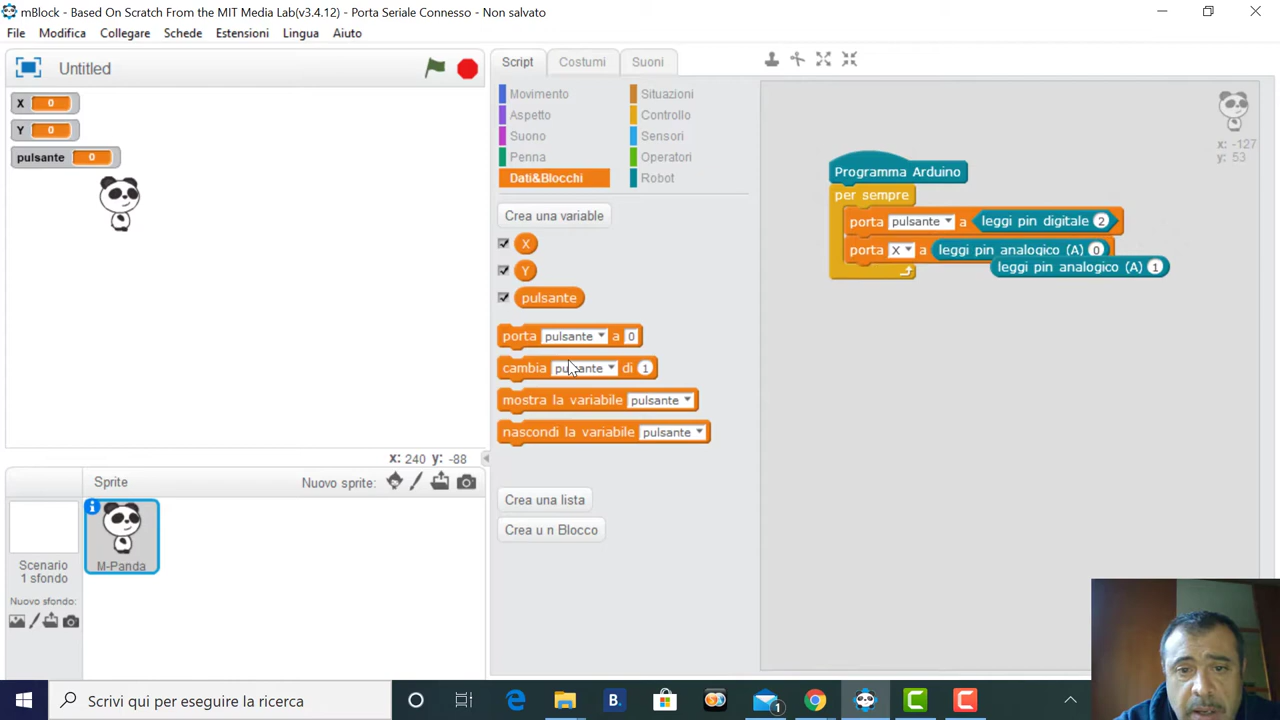 mBlock - Based On Scratch From the MIT Media Lab(v3.4.12) - Porta Seriale Connesso - Non salvato
File Modifica Collegare Schede Estensioni Lingua Aiuto
Untitled
X 0
Y 0
pulsante 0
x: 240 y: -88
Sprite Nuovo sprite:
Scenario
1 sfondo
Nuovo sfondo:
M-Panda
Script Costumi Suoni
Movimento Situazioni
Aspetto Controllo
Suono Sensori
Penna Operatori
Dati&Blocchi Robot
Crea una variable
X
Y
pulsante
porta pulsante a 0
cambia pulsante di 1
mostra la variabile pulsante
nascondi la variabile pulsante
Crea una lista
Crea u n Blocco
Programma Arduino
per sempre
porta pulsante a leggi pin digitale 2
porta X a leggi pin analogico (A) 0
leggi pin analogico (A) 1
x: -127
y: 53
Scrivi qui per eseguire la ricerca
B.
1